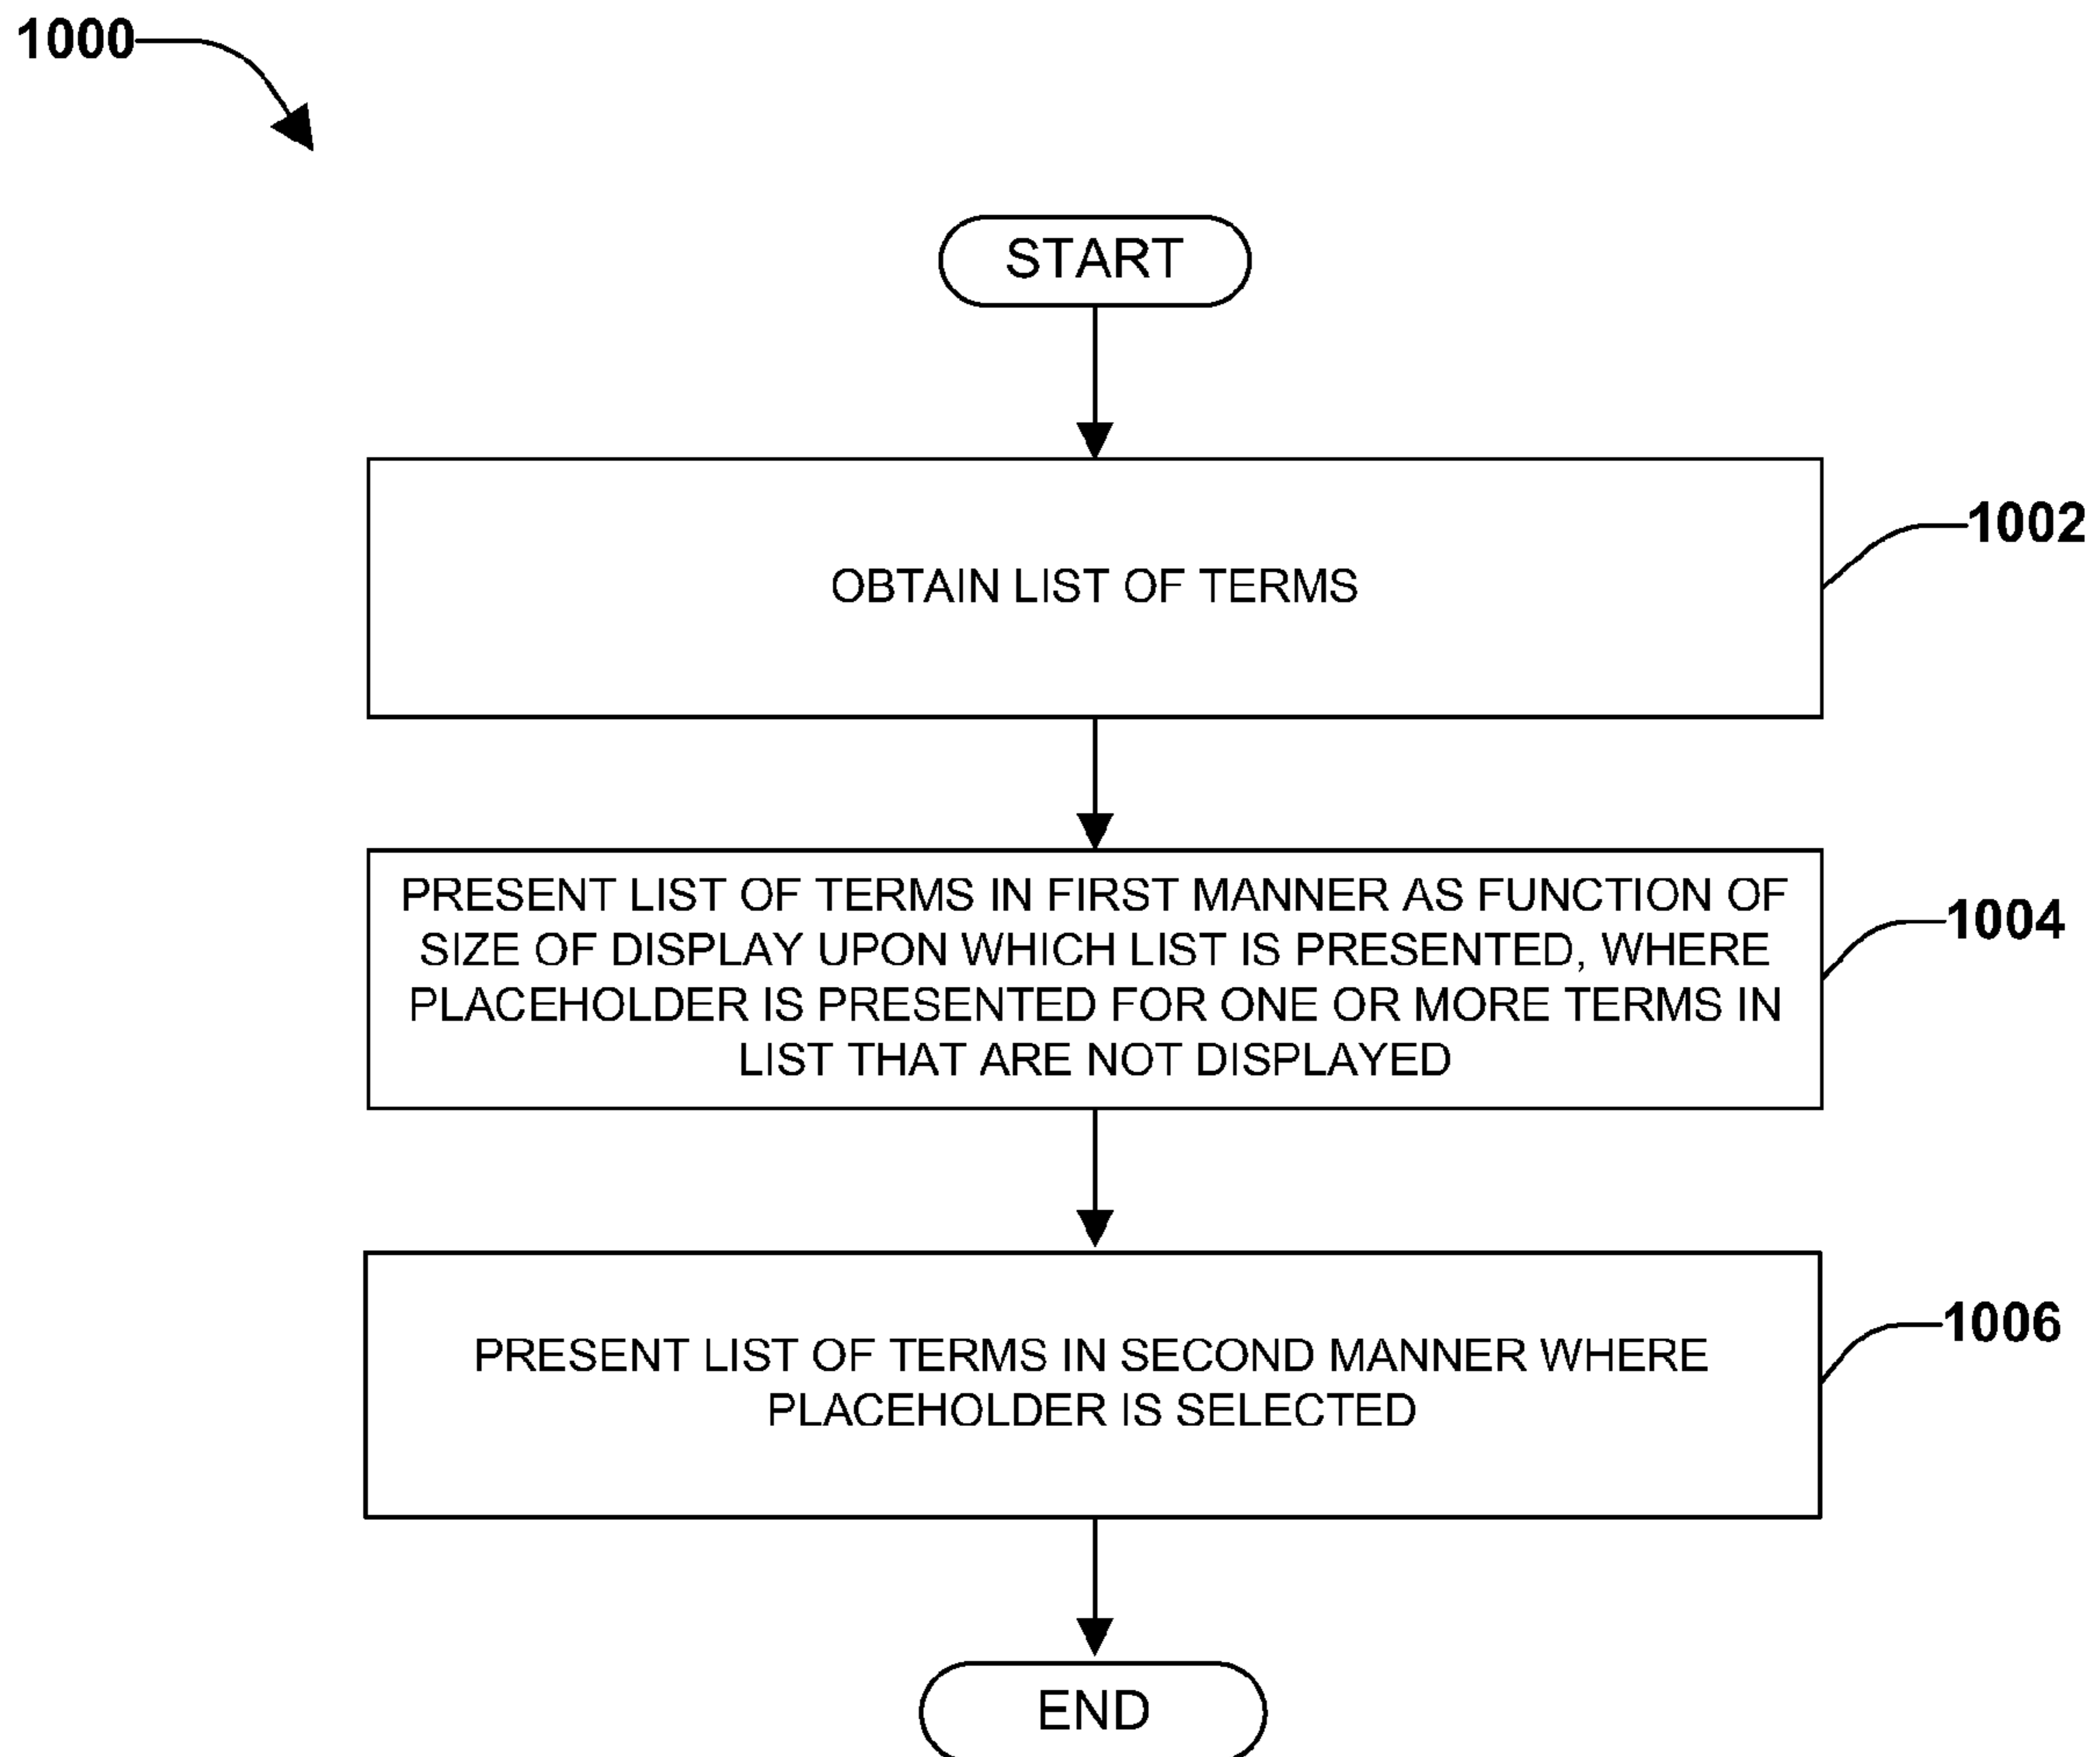 1000
START
OBTAIN LIST OF TERMS
1002
PRESENT LIST OF TERMS IN FIRST MANNER AS FUNCTION OF
SIZE OF DISPLAY UPON WHICH LIST IS PRESENTED, WHERE
PLACEHOLDER IS PRESENTED FOR ONE OR MORE TERMS IN
LIST THAT ARE NOT DISPLAYED
1004
PRESENT LIST OF TERMS IN SECOND MANNER WHERE
PLACEHOLDER IS SELECTED
1006
END